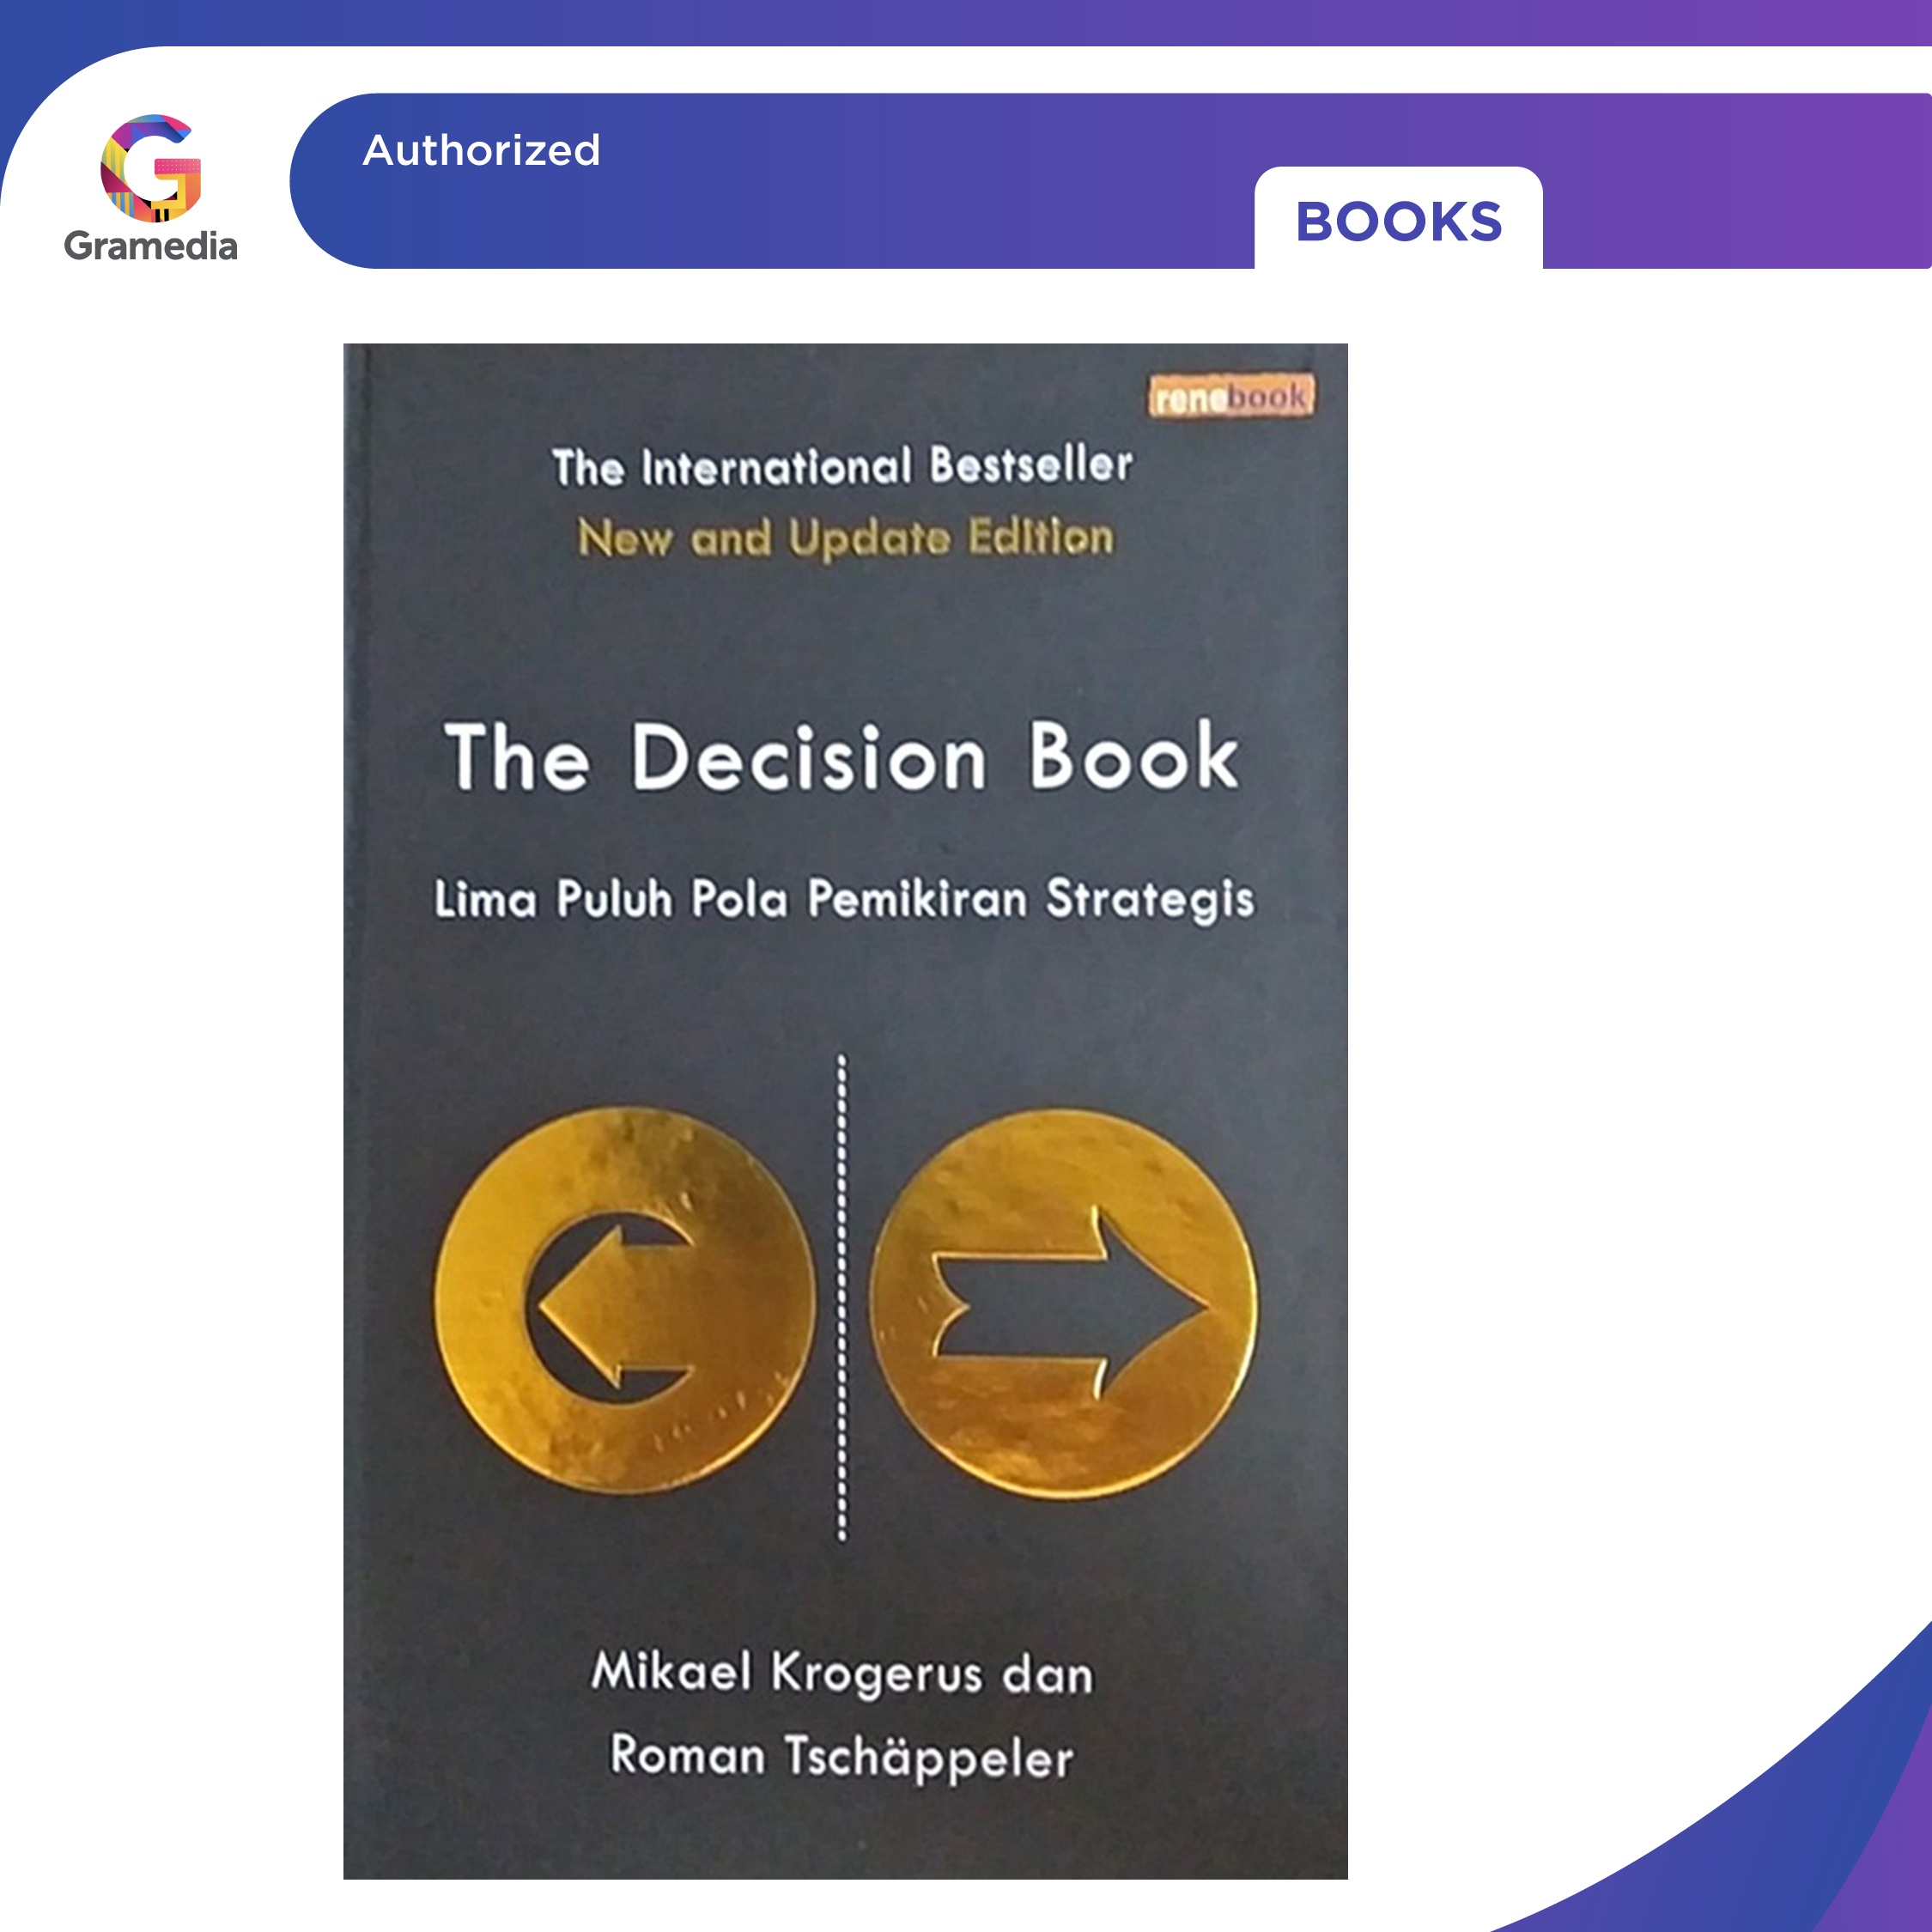 Gramedia
Authorized
BOOKS
renebook
The International Bestseller
New and Update Edition
The Decision Book
Lima Puluh Pola Pemikiran Strategis
Mikael Krogerus dan
Roman Tschäppeler